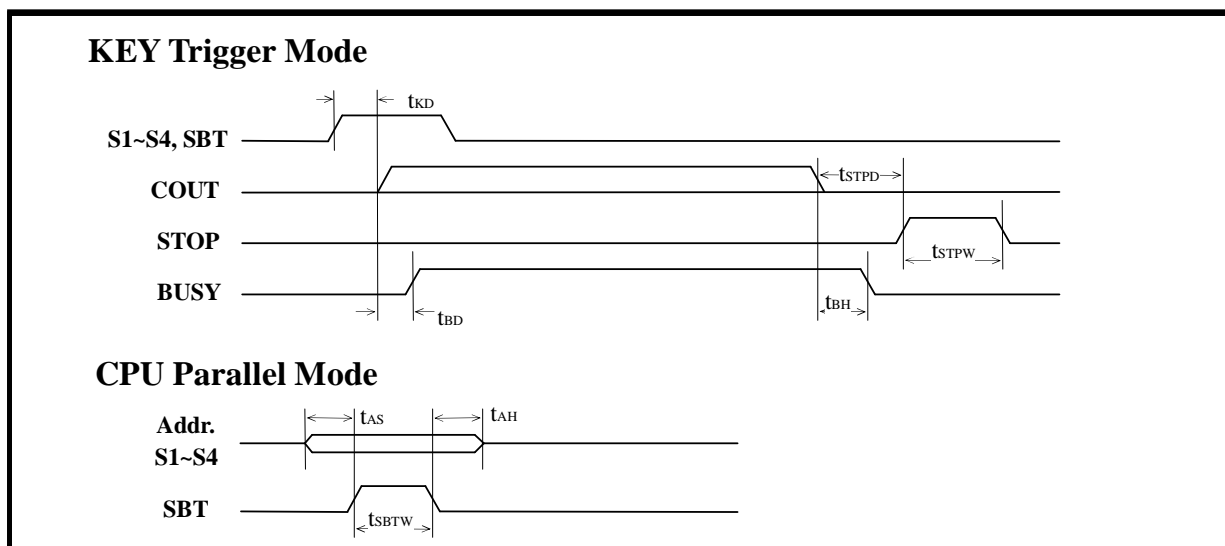 KEY Trigger Mode
tKD
S1~S4, SBT
COUT
tSTPD
STOP
tSTPW
BUSY
tBD
tBH
CPU Parallel Mode
tAS
tAH
Addr.
S1~S4
SBT
tSBTW